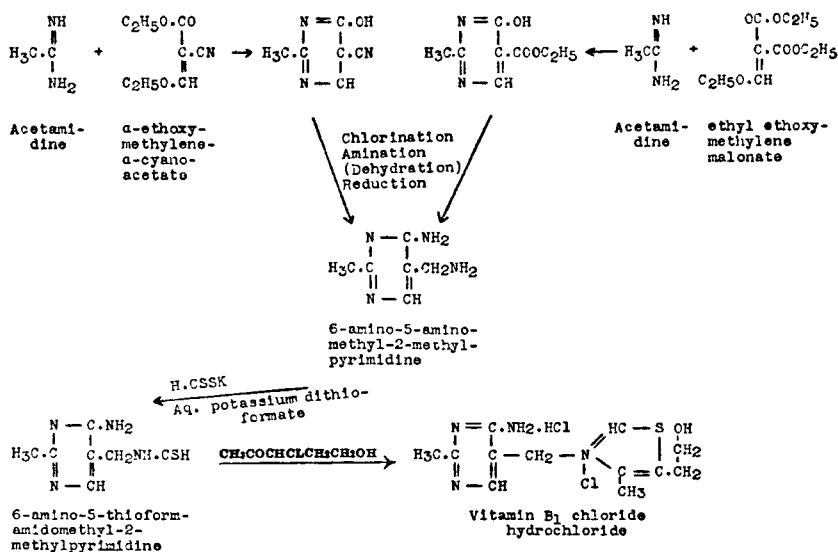 NH
H3C.C
NH2
+
C2H5O.CO
C.CN
C2H5O.CH
N = C.OH
H3C.C C.CN
N — CH
N = C.OH
H3C.C C.COOC2H5
N — CH
NH
H3C.C
NH2
+
OC.OC2H5
C.COOC2H5
C2H5O.CH
Acetami-
dine
α-ethoxy-
methylene-
α-cyano-
acetate
Chlorination
Amination
(Dehydration)
Reduction
Acetami-
dine
ethyl ethoxy-
methylene
malonate
N — C.NH2
H3C.C C.CH2NH2
N — CH
6-amino-5-amino-
methyl-2-methyl-
pyrimidine
H.CSSK
Aq. potassium dithio-
formate
N — C.NH2
H3C.C C.CH2NH.CSH
N — CH
CH3COCHCLCH2CH2OH
N = C.NH2.HCl
H3C.C C — CH2 — N
N — CH
HC — S OH
CH2
C = C.CH2
Cl CH3
6-amino-5-thioform-
amidomethyl-2-
methylpyrimidine
Vitamin B1 chloride
hydrochloride